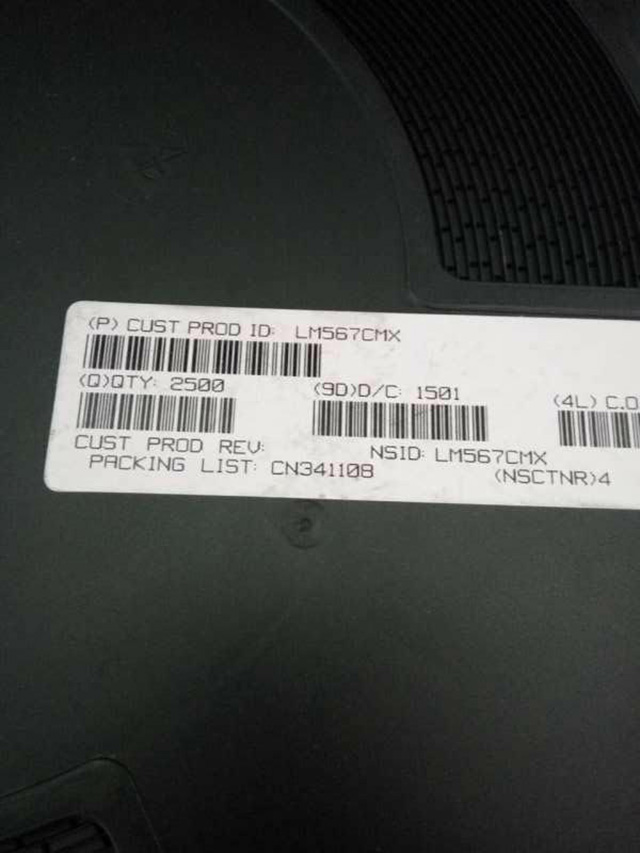 (P) CUST PROD ID: LM567CMX
(Q)QTY: 2500 (9D)D/C: 1501 (4L) C.O
CUST PROD REV: NSID: LM567CMX
PACKING LIST: CN341108 (NSCTNR)4